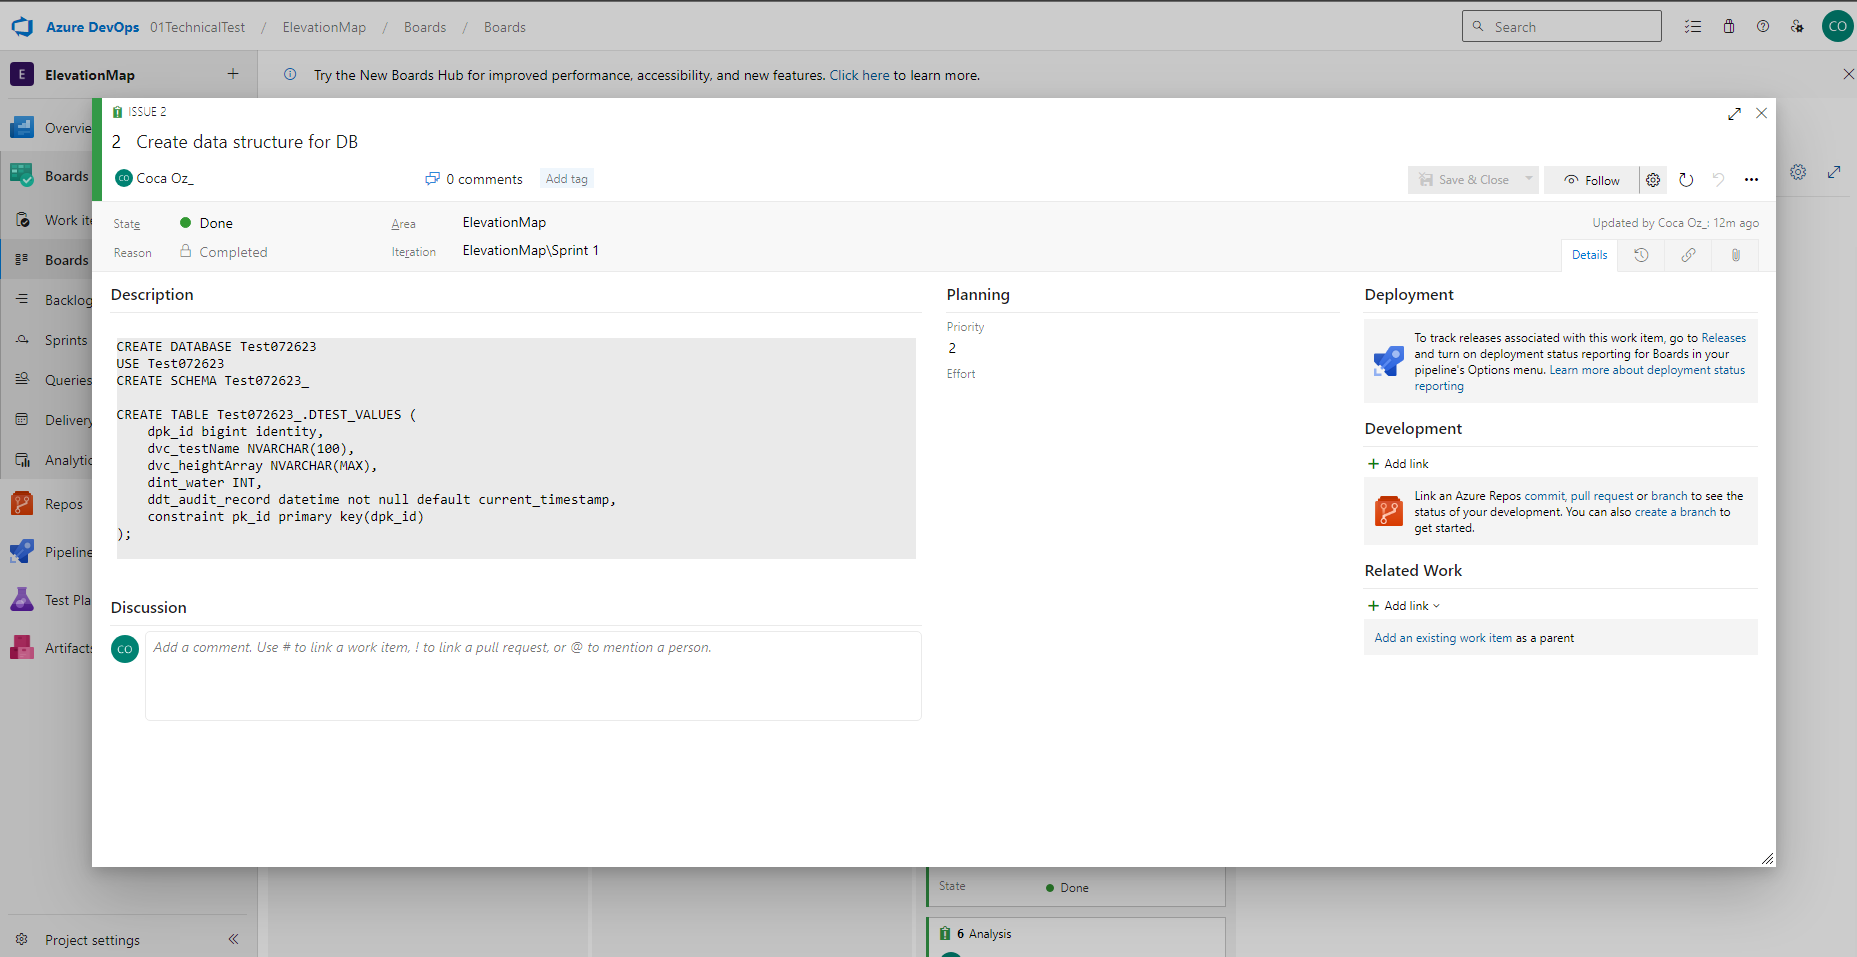 Azure DevOps 01TechnicalTest / ElevationMap / Boards / Boards
Search
CO
E ElevationMap +
Try the New Boards Hub for improved performance, accessibility, and new features. Click here to learn more.
Overvie
Boards
Work ite
Boards
Backlog
Sprints
Queries
Delivery
Analytic
Repos
Pipeline
Test Pla
Artifacts
Project settings
ISSUE 2
2 Create data structure for DB
CO Coca Oz_
0 comments
Add tag
Save & Close
Follow
State Done
Reason Completed
Area ElevationMap
Iteration ElevationMap\Sprint 1
Updated by Coca Oz_: 12m ago
Details
Description
CREATE DATABASE Test072623
USE Test072623
CREATE SCHEMA Test072623_
CREATE TABLE Test072623_.DTEST_VALUES (
dpk_id bigint identity,
dvc_testName NVARCHAR(100),
dvc_heightArray NVARCHAR(MAX),
dint_water INT,
ddt_audit_record datetime not null default current_timestamp,
constraint pk_id primary key(dpk_id)
);
Discussion
CO
Add a comment. Use # to link a work item, ! to link a pull request, or @ to mention a person.
Planning
Priority
2
Effort
Deployment
To track releases associated with this work item, go to Releases
and turn on deployment status reporting for Boards in your
pipeline's Options menu. Learn more about deployment status
reporting
Development
+ Add link
Link an Azure Repos commit, pull request or branch to see the
status of your development. You can also create a branch to
get started.
Related Work
+ Add link
Add an existing work item as a parent
State Done
6 Analysis